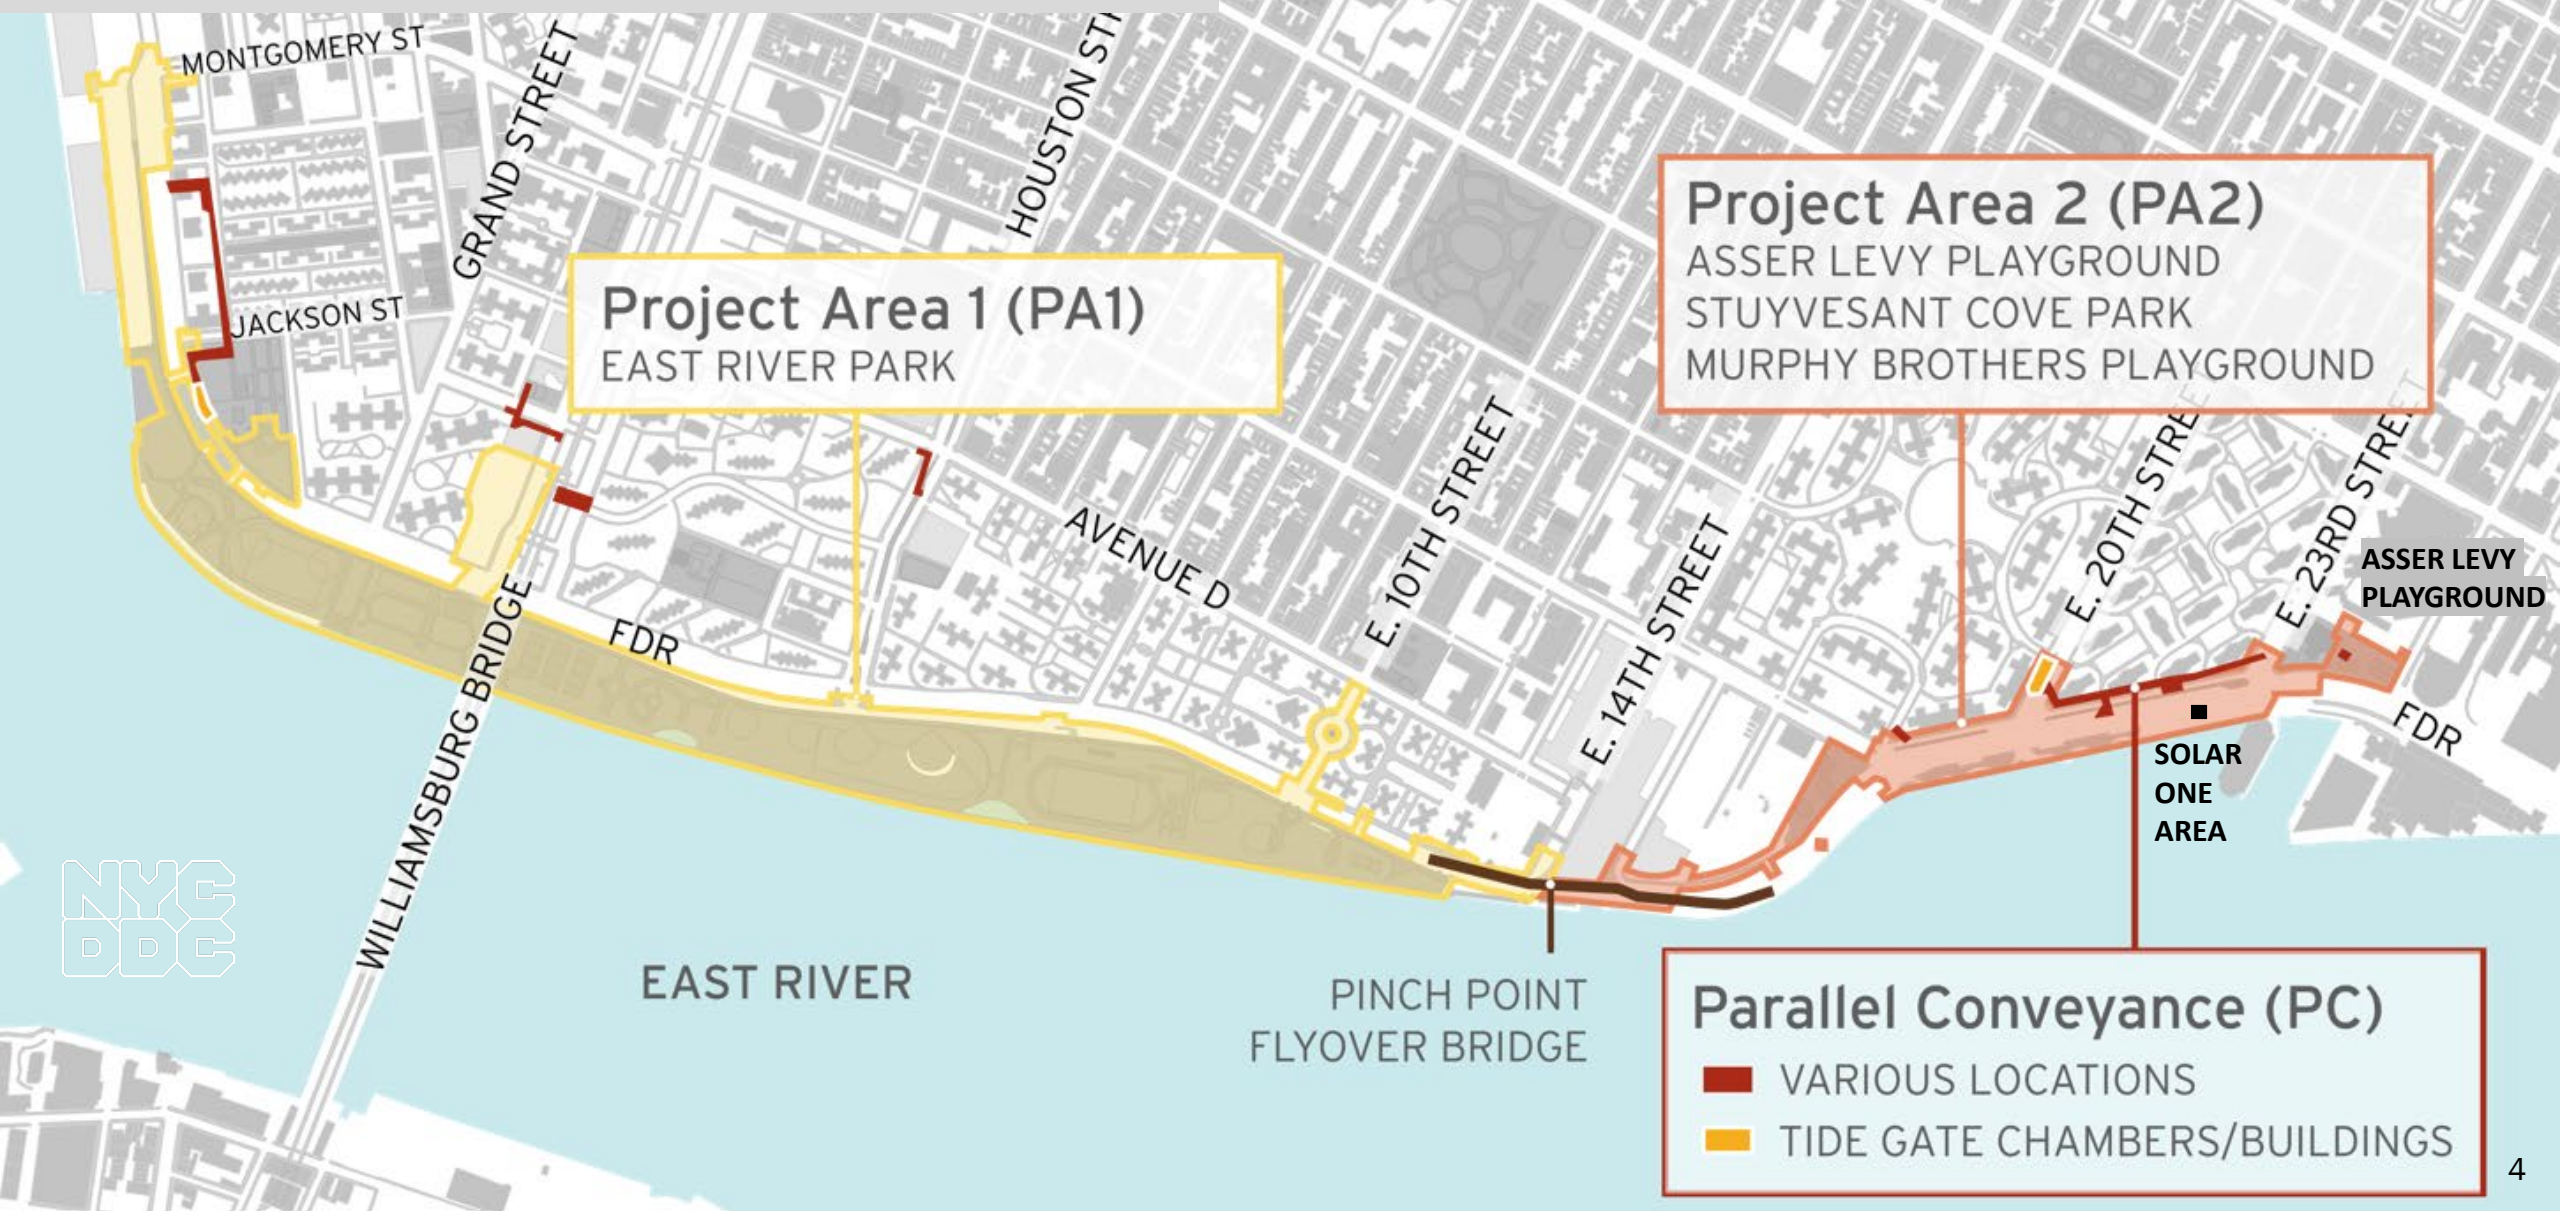 MONTGOMERY ST
GRAND STREET
HOUSTON
JACKSON ST
Project Area 1 (PA1)
EAST RIVER PARK
Project Area 2 (PA2)
ASSER LEVY PLAYGROUND
STUYVESANT COVE PARK
MURPHY BROTHERS PLAYGROUND
AVENUE D
E. 10TH STREET
E. 14TH STREET
E. 20TH STREE
E. 23RD STREET
ASSER LEVY
PLAYGROUND
FDR
FDR
WILLIAMSBURG BRIDGE
SOLAR
ONE
AREA
NYC
DDC
EAST RIVER
PINCH POINT
FLYOVER BRIDGE
Parallel Conveyance (PC)
VARIOUS LOCATIONS
TIDE GATE CHAMBERS/BUILDINGS
4